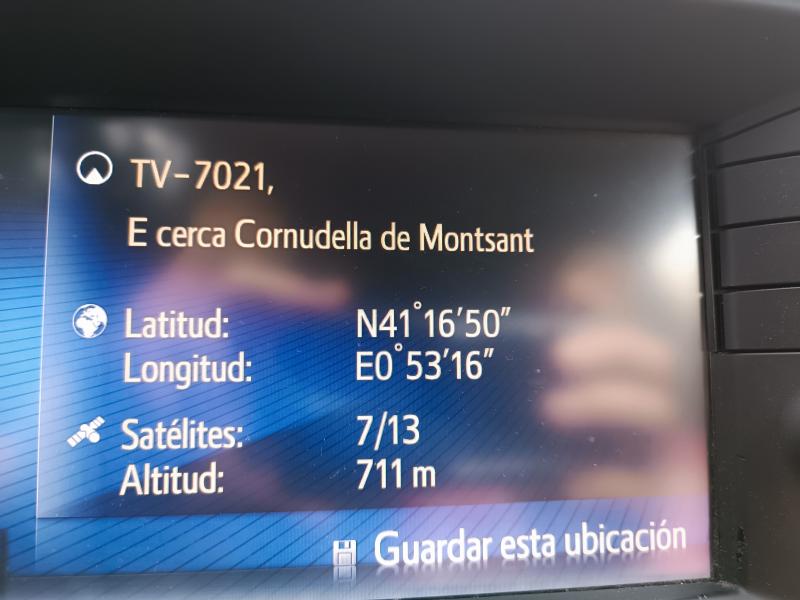 TV-7021,
E cerca Cornudella de Montsant
Latitud: N41°16'50"
Longitud: E0°53'16"
Satélites: 7/13
Altitud: 711 m
Guardar esta ubicación